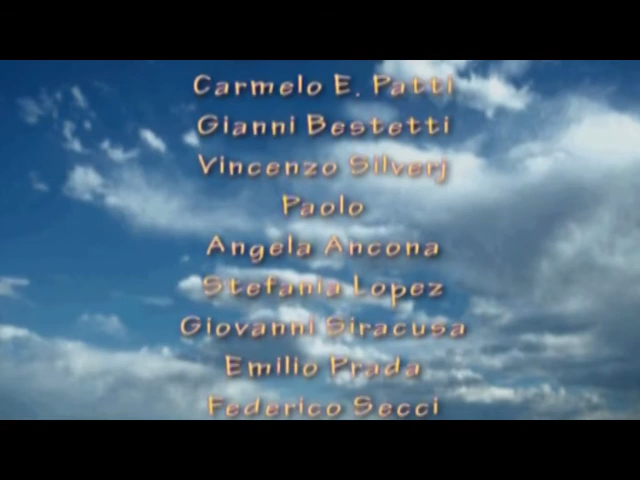 Carmelo E. Patti
Gianni Bestetti
Vincenzo Silverj
Paolo
Angela Ancona
Stefania Lopez
Giovanni Siracusa
Emilio Prada
Federico Secci